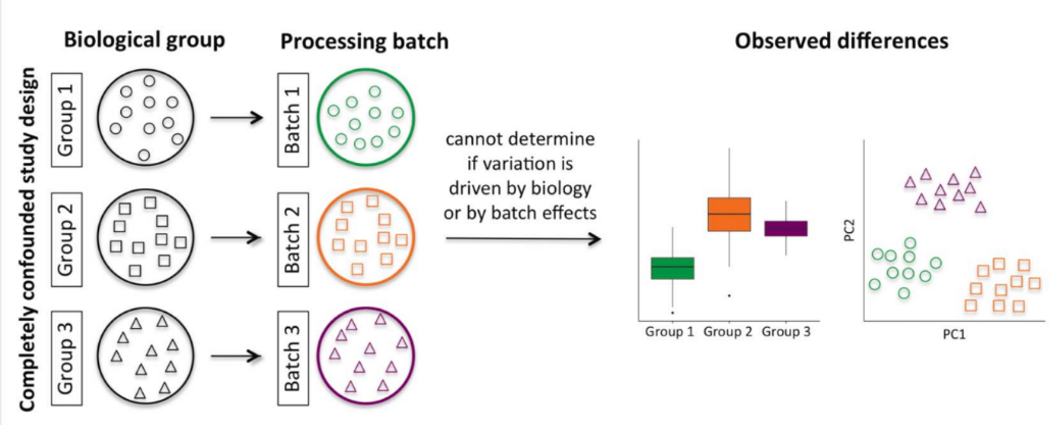 Biological group
Processing batch
Observed differences
Completely confounded study design
Group 1
Batch 1
Group 2
Batch 2
Group 3
Batch 3
cannot determine
if variation is
driven by biology
or by batch effects
Group 1 Group 2 Group 3
PC2
PC1